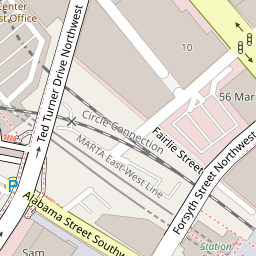 Center
st Office
10
56 Mar
Ted Turner Drive Northwest
Circle Connection
Fairlie Street
MARTA East-West Line
Forsyth Street Northwest
P
Alabama Street Southw
Sam
Station